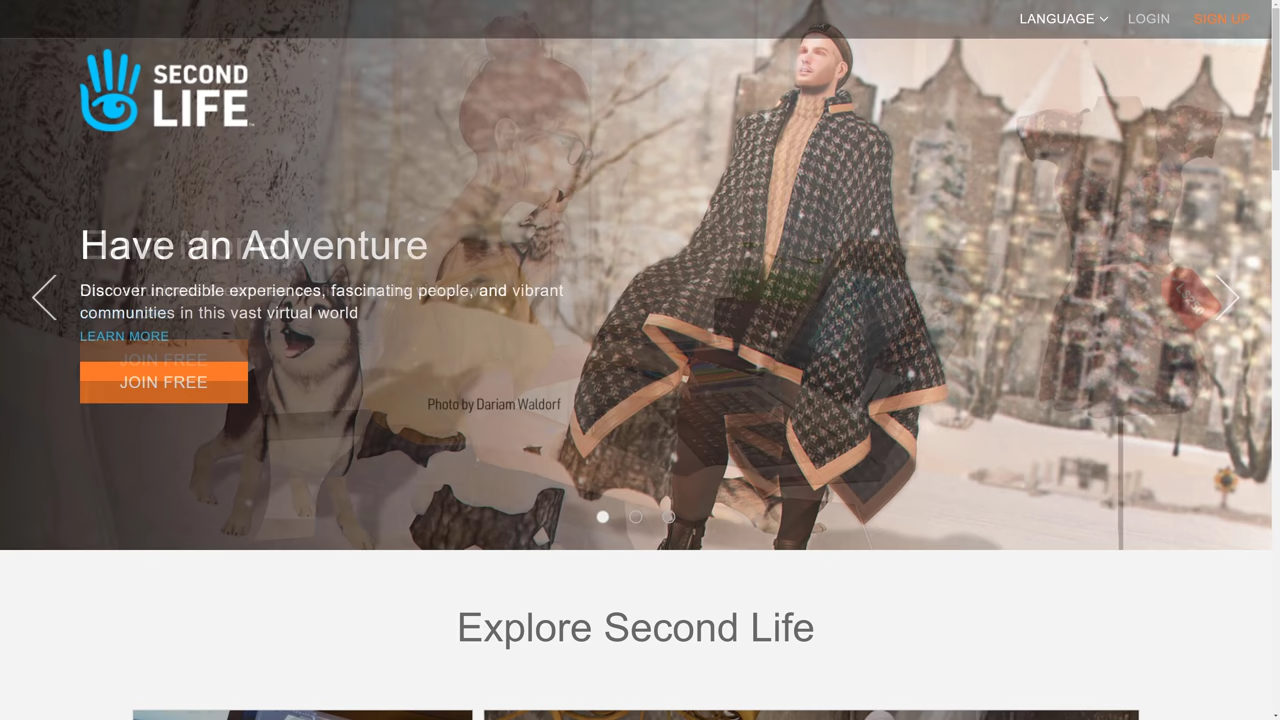 LANGUAGE
LOGIN
SIGN UP
SECOND
LIFE
Have an Adventure
Discover incredible experiences, fascinating people, and vibrant
communities in this vast virtual world
LEARN MORE
JOIN FREE
JOIN FREE
Photo by Dariam Waldorf
Explore Second Life